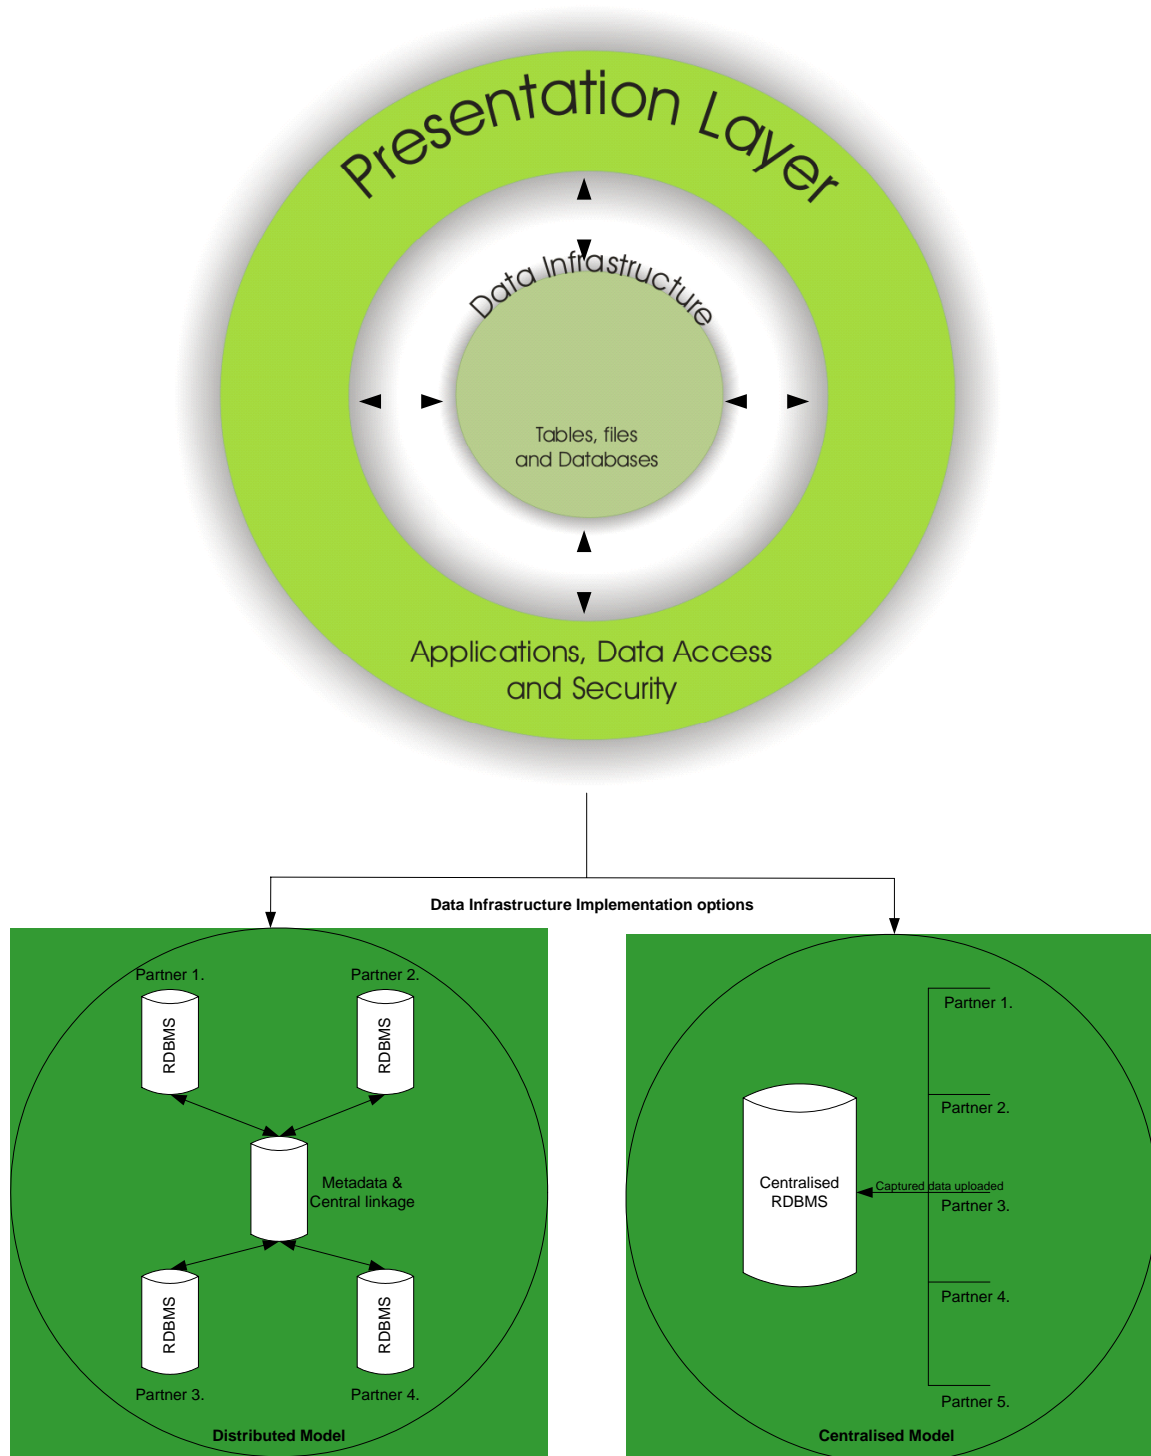 Presentation Layer
Data Infrastructure
Tables, files
and Databases
Applications, Data Access
and Security
Data Infrastructure Implementation options
Partner 1.
Partner 2.
RDBMS
RDBMS
Metadata &
Central linkage
RDBMS
RDBMS
Partner 3.
Partner 4.
Distributed Model
Partner 1.
Partner 2.
Centralised
RDBMS
Captured data uploaded
Partner 3.
Partner 4.
Partner 5.
Centralised Model